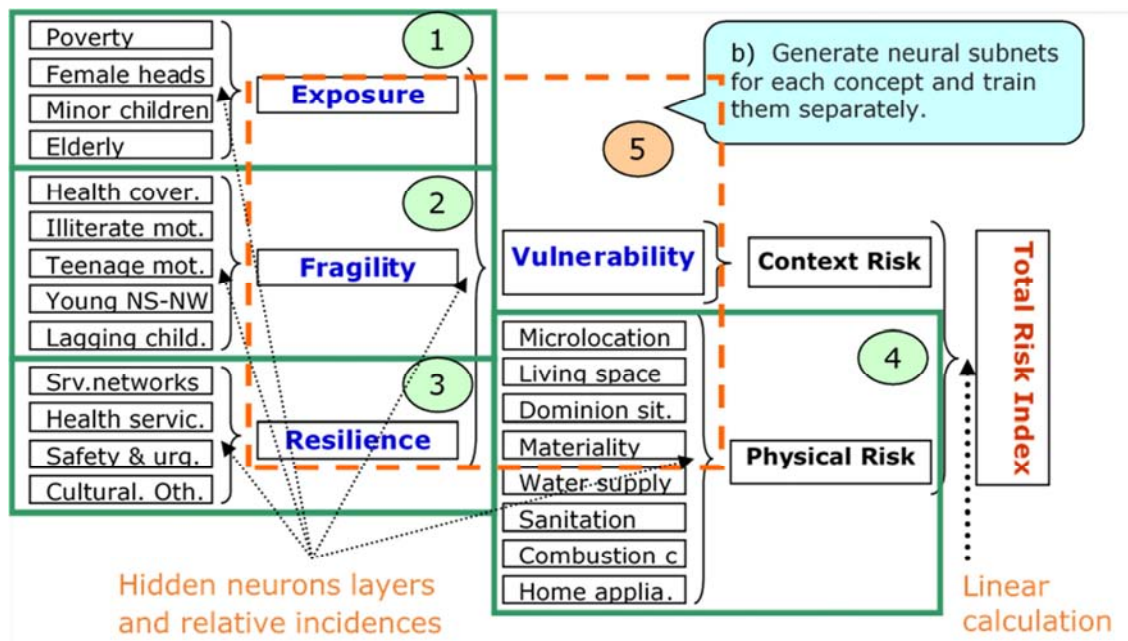 Poverty
Female heads
Minor children
Elderly
1
Exposure
Health cover.
Illiterate mot.
Teenage mot.
Young NS-NW
Lagging child.
2
Fragility
Srv.networks
Health servic.
Safety & urg.
Cultural. Oth.
3
Resilience
b) Generate neural subnets
for each concept and train
them separately.
5
Vulnerability
Context Risk
Microlocation
Living space
Dominion sit.
Materiality
Water supply
Sanitation
Combustion c
Home applia.
4
Physical Risk
Total Risk Index
Hidden neurons layers
and relative incidences
Linear
calculation